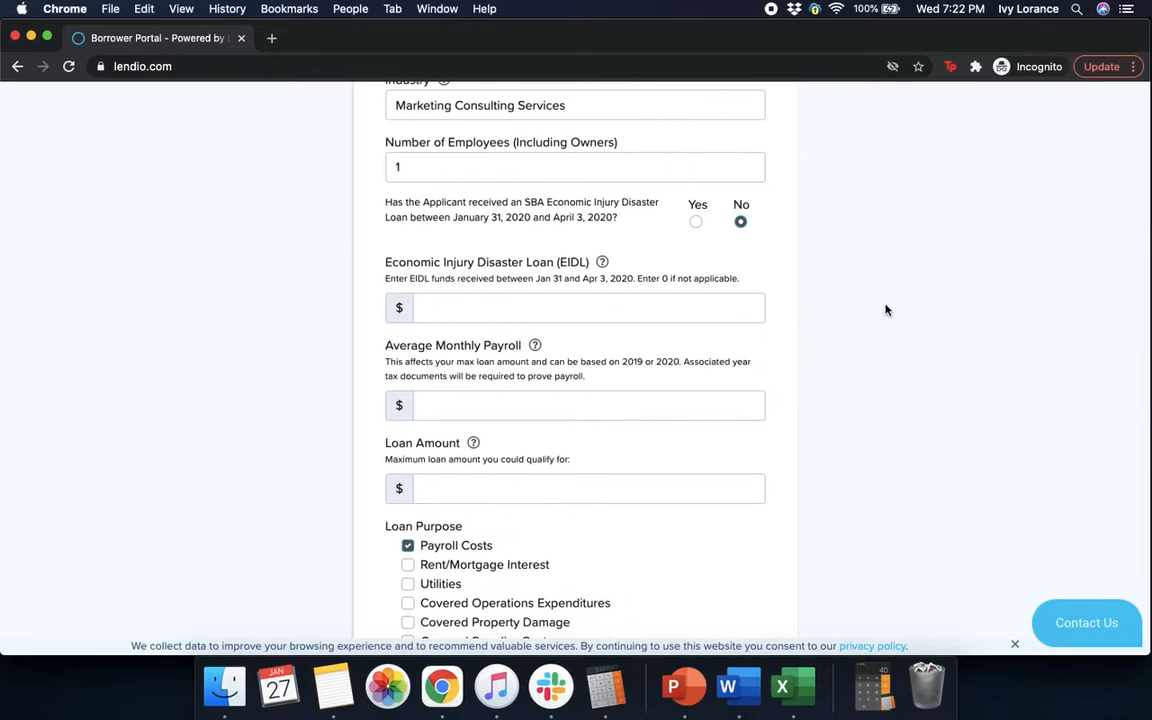 Chrome File Edit View History Bookmarks People Tab Window Help 100% Wed 7:22 PM Ivy Lorance
Borrower Portal - Powered by
lendio.com Incognito Update
Industry
Marketing Consulting Services
Number of Employees (Including Owners)
1
Has the Applicant received an SBA Economic Injury Disaster Yes No
Loan between January 31, 2020 and April 3, 2020?
Economic Injury Disaster Loan (EIDL) ?
Enter EIDL funds received between Jan 31 and Apr 3, 2020. Enter 0 if not applicable.
$
Average Monthly Payroll ?
This affects your max loan amount and can be based on 2019 or 2020. Associated year
tax documents will be required to prove payroll.
$
Loan Amount ?
Maximum loan amount you could qualify for:
$
Loan Purpose
Payroll Costs
Rent/Mortgage Interest
Utilities
Covered Operations Expenditures
Covered Property Damage
Contact Us
We collect data to improve your browsing experience and to recommend valuable services. By continuing to use this website you consent to our privacy policy.
JAN
27
P W X 40